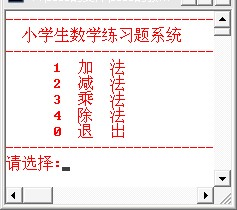 小学生数学练习题系统
1 加 法
2 减 法
3 乘 法
4 除 法
0 退 出
请选择: